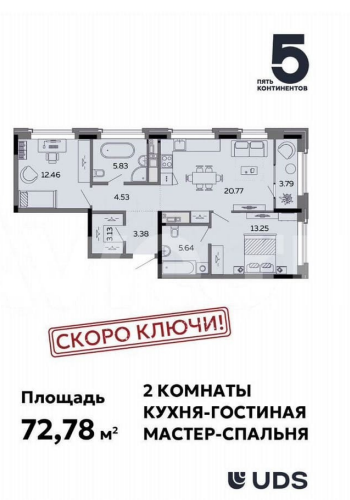 5
ПЯТЬ
КОНТИНЕНТОВ
12.46
5.83
4.53
20.77
3.79
3.13
3.38
5.64
13.25
СКОРО КЛЮЧИ!
Площадь
72,78 м²
2 КОМНАТЫ
КУХНЯ-ГОСТИНАЯ
МАСТЕР-СПАЛЬНЯ
UDS